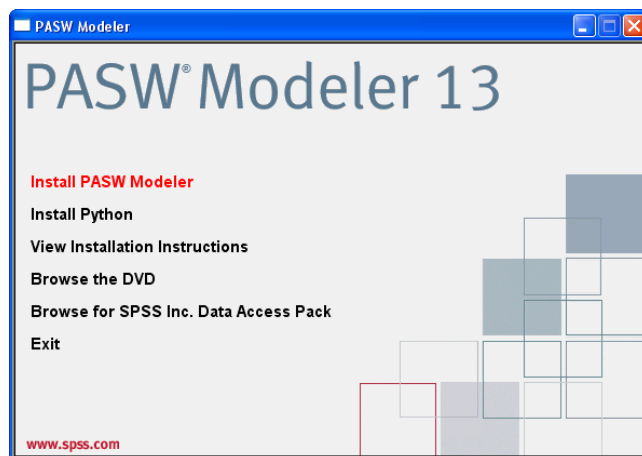 PASW Modeler
PASW® Modeler 13
Install PASW Modeler
Install Python
View Installation Instructions
Browse the DVD
Browse for SPSS Inc. Data Access Pack
Exit
www.spss.com